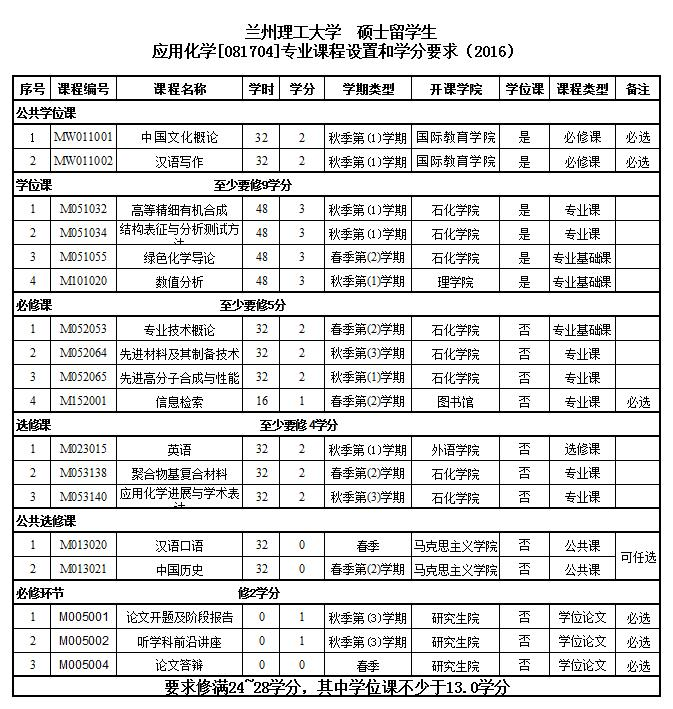 兰州理工大学 硕士留学生
应用化学[081704]专业课程设置和学分要求（2016）
序号 课程编号 课程名称 学时 学分 学期类型 开课学院 学位课 课程类型 备注
公共学位课
1 MW011001 中国文化概论 32 2 秋季第(1)学期 国际教育学院 是 必修课 必选
2 MW011002 汉语写作 32 2 秋季第(1)学期 国际教育学院 是 必修课 必选
学位课 至少要修9学分
1 M051032 高等精细有机合成 48 3 秋季第(1)学期 石化学院 是 专业课
2 M051034 结构表征与分析测试方法 48 3 秋季第(1)学期 石化学院 是 专业课
3 M051055 绿色化学导论 48 3 春季第(2)学期 石化学院 是 专业基础课
4 M101020 数值分析 48 3 秋季第(1)学期 理学院 是 专业基础课
必修课 至少要修5分
1 M052053 专业技术概论 32 2 春季第(2)学期 石化学院 否 专业基础课
2 M052064 先进材料及其制备技术 32 2 秋季第(3)学期 石化学院 否 专业课
3 M052065 先进高分子合成与性能 32 2 秋季第(1)学期 石化学院 否 专业课
4 M152001 信息检索 16 1 春季第(2)学期 图书馆 否 专业课 必选
选修课 至少要修 4学分
1 M023015 英语 32 2 秋季第(1)学期 外语学院 否 选修课
2 M053138 聚合物基复合材料 32 2 春季第(2)学期 石化学院 否 专业课
3 M053140 应用化学进展与学术表达 32 2 秋季第(3)学期 石化学院 否 专业课
公共选修课
1 M013020 汉语口语 32 0 春季 马克思主义学院 否 公共课 可任选
2 M013021 中国历史 32 0 春季第(2)学期 马克思主义学院 否 公共课
必修环节 修2学分
1 M005001 论文开题及阶段报告 0 1 秋季第(3)学期 研究生院 否 学位论文 必选
2 M005002 听学科前沿讲座 0 1 秋季第(3)学期 研究生院 否 学位论文 必选
3 M005004 论文答辩 0 0 春季 研究生院 否 学位论文 必选
要求修满24~28学分，其中学位课不少于13.0学分